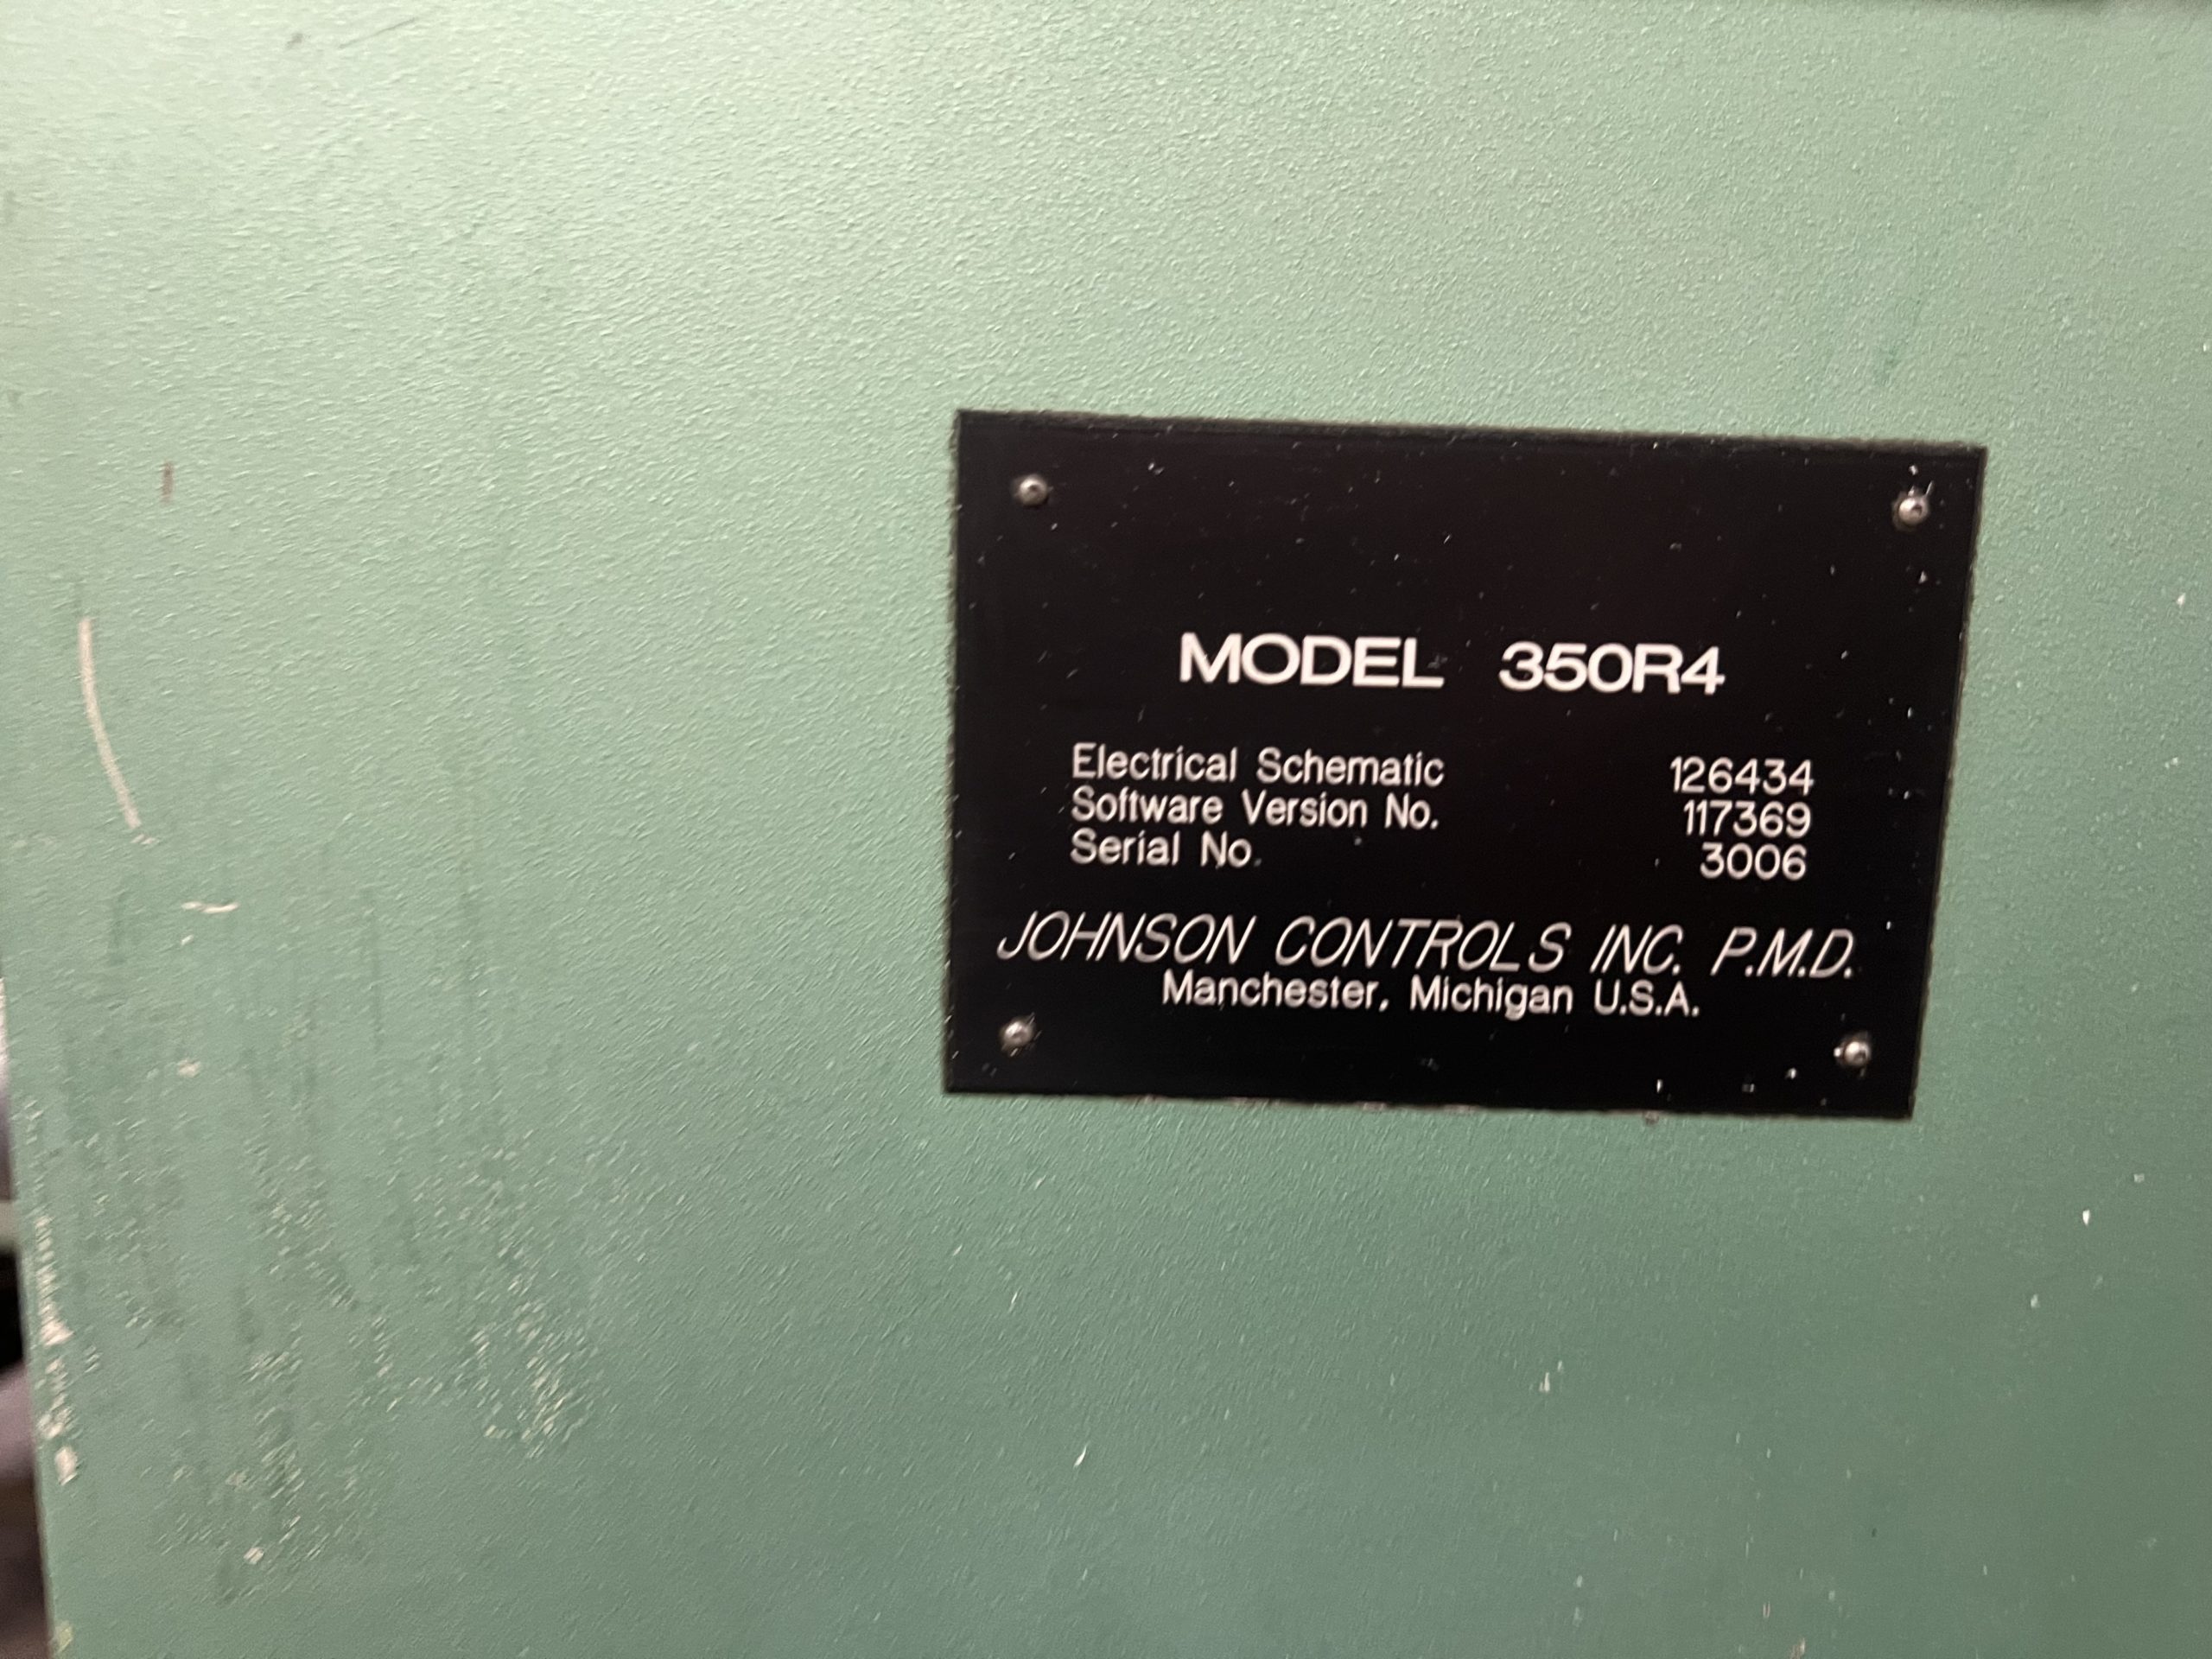 MODEL 350R4
Electrical Schematic 126434
Software Version No. 117369
Serial No. 3006
JOHNSON CONTROLS INC. P.M.D.
Manchester, Michigan U.S.A.